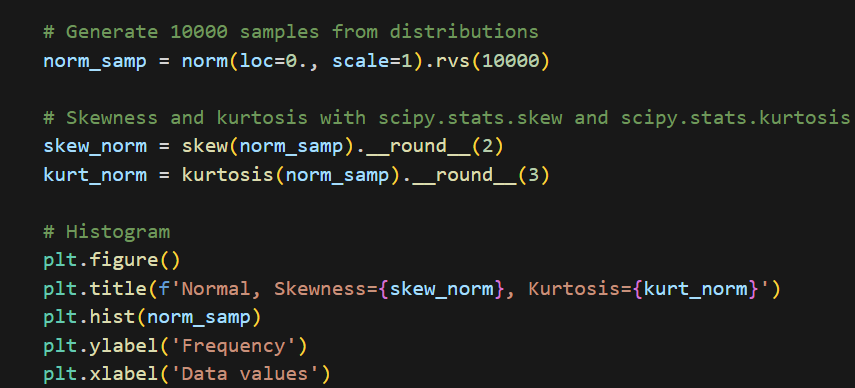 # Generate 10000 samples from distributions
norm_samp = norm(loc=0., scale=1).rvs(10000)
# Skewness and kurtosis with scipy.stats.skew and scipy.stats.kurtosis
skew_norm = skew(norm_samp).__round__(2)
kurt_norm = kurtosis(norm_samp).__round__(3)
# Histogram
plt.figure()
plt.title(f'Normal, Skewness={skew_norm}, Kurtosis={kurt_norm}')
plt.hist(norm_samp)
plt.ylabel('Frequency')
plt.xlabel('Data values')